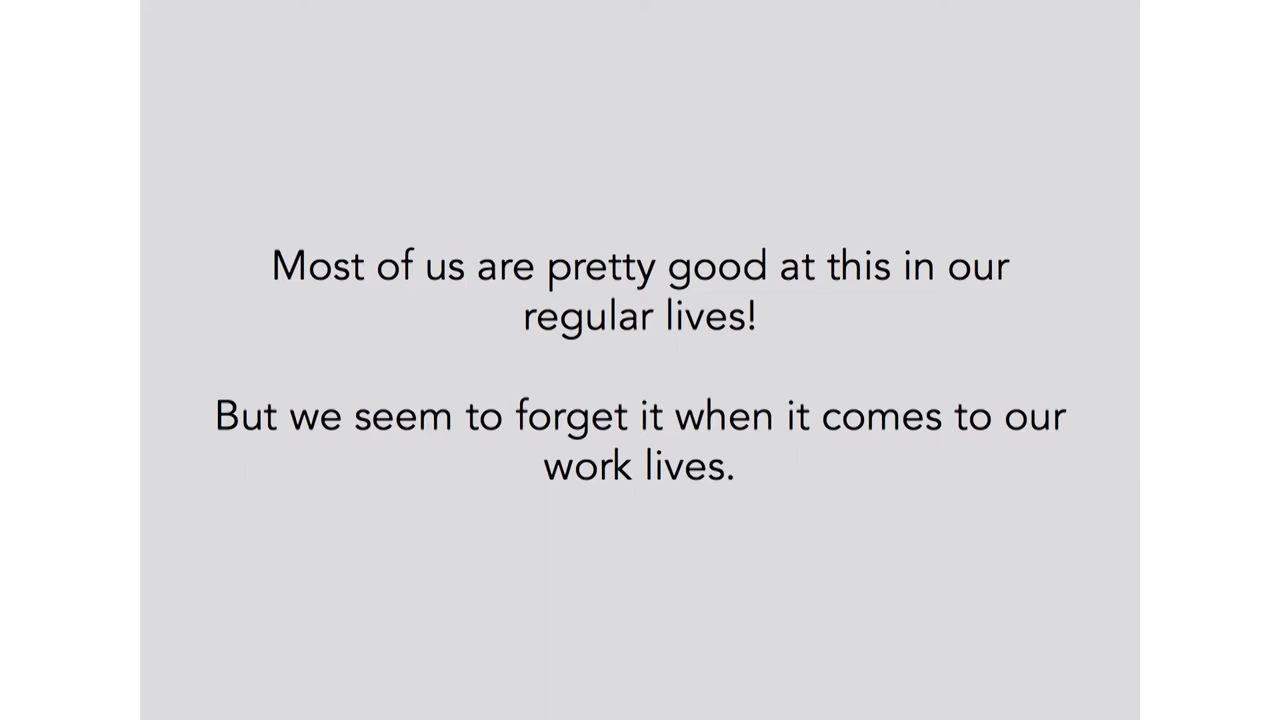 Most of us are pretty good at this in our
regular lives!
But we seem to forget it when it comes to our
work lives.